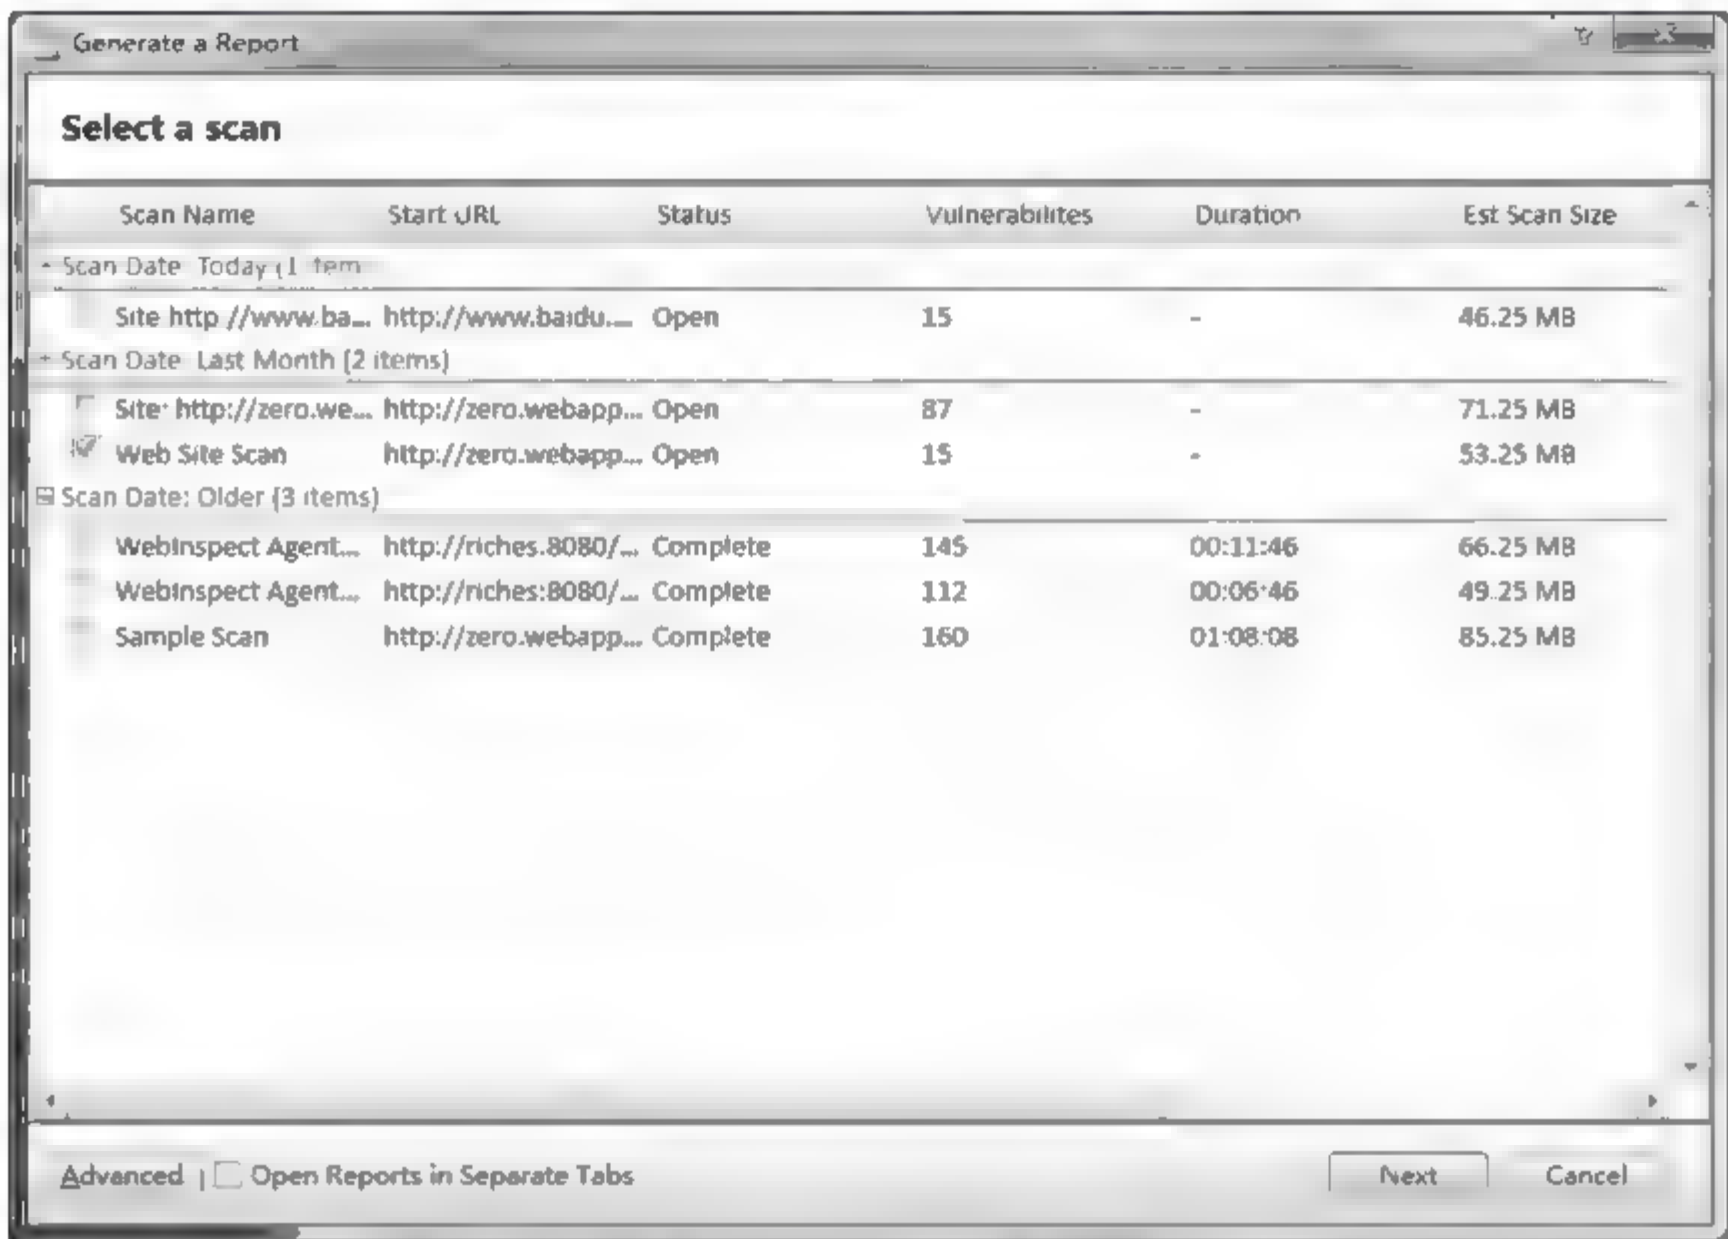 Generate a Report
Select a scan
Scan Name Start URL Status Vulnerabilites Duration Est Scan Size
Scan Date Today (1 item
Site http //www.ba... http://www.baidu.... Open 15 - 46.25 MB
Scan Date Last Month (2 items)
Site: http://zero.we... http://zero.webapp... Open 87 - 71.25 MB
Web Site Scan http://zero.webapp... Open 15 - 53.25 MB
Scan Date: Older (3 items)
WebInspect Agent... http://riches.8080/... Complete 145 00:11:46 66.25 MB
WebInspect Agent... http://riches:8080/... Complete 112 00:06:46 49.25 MB
Sample Scan http://zero.webapp... Complete 160 01:08:08 85.25 MB
Advanced | Open Reports in Separate Tabs Next Cancel